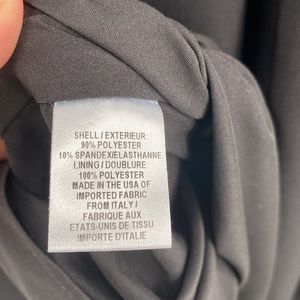 SHELL / EXTERIEUR:
90% POLYESTER
10% SPANDEX/ELASTHANNE
LINING / DOUBLURE:
100% POLYESTER
MADE IN THE USA OF
IMPORTED FABRIC
FROM ITALY /
FABRIQUE AUX
ETATS-UNIS DE TISSU
IMPORTE D'ITALIE